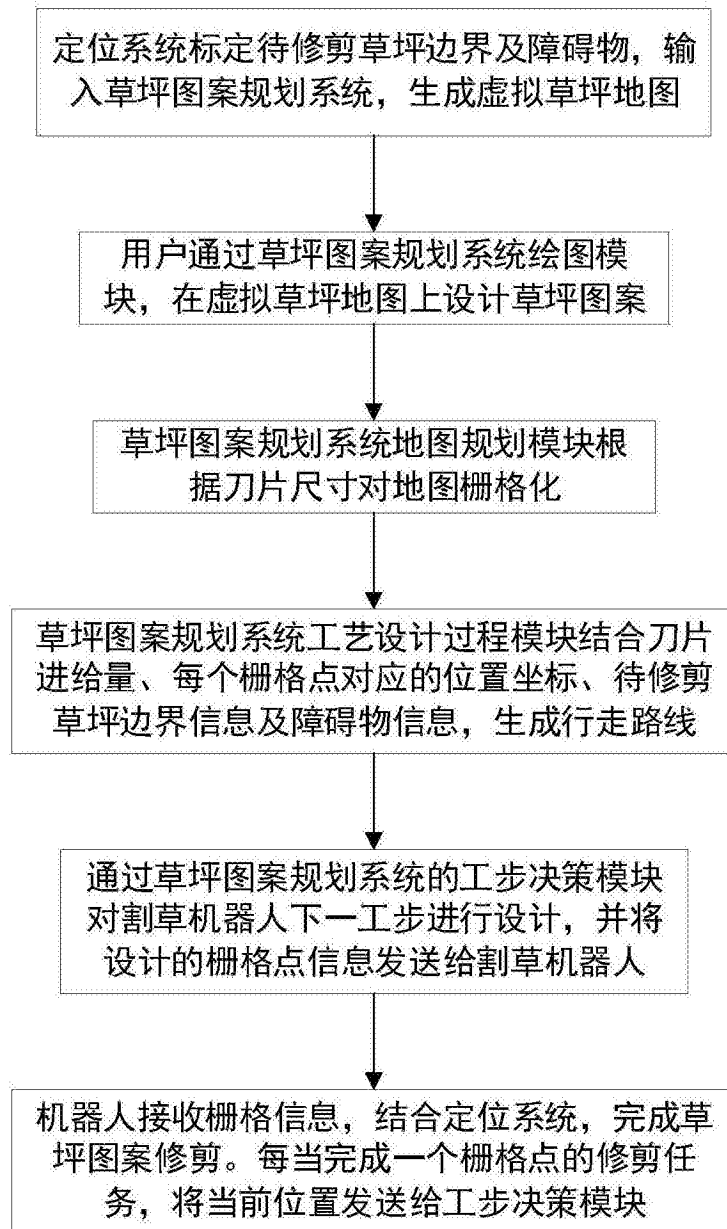 定位系统标定待修剪草坪边界及障碍物，输
入草坪图案规划系统，生成虚拟草坪地图
用户通过草坪图案规划系统绘图模
块，在虚拟草坪地图上设计草坪图案
草坪图案规划系统地图规划模块根
据刀片尺寸对地图栅格化
草坪图案规划系统工艺设计过程模块结合刀片
进给量、每个栅格点对应的位置坐标、待修剪
草坪边界信息及障碍物信息，生成行走路线
通过草坪图案规划系统的工步决策模块
对割草机器人下一工步进行设计，并将
设计的栅格点信息发送给割草机器人
机器人接收栅格信息，结合定位系统，完成草
坪图案修剪。每当完成一个栅格点的修剪任
务，将当前位置发送给工步决策模块